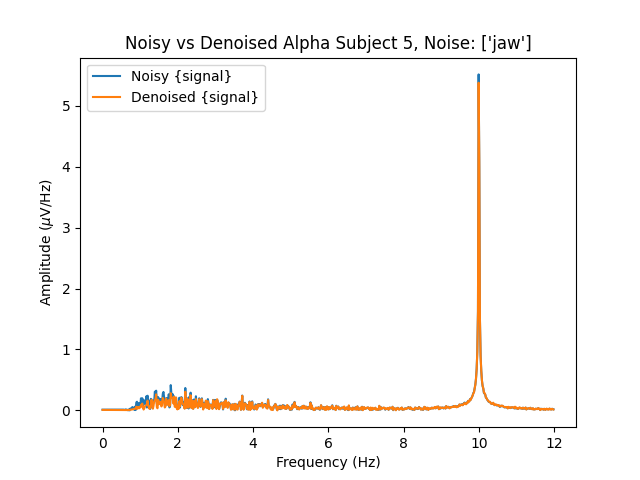 Noisy vs Denoised Alpha Subject 5, Noise: ['jaw']
Noisy {signal}
Denoised {signal}
Amplitude (μV/Hz)
5
4
3
2
1
0
0 2 4 6 8 10 12
Frequency (Hz)